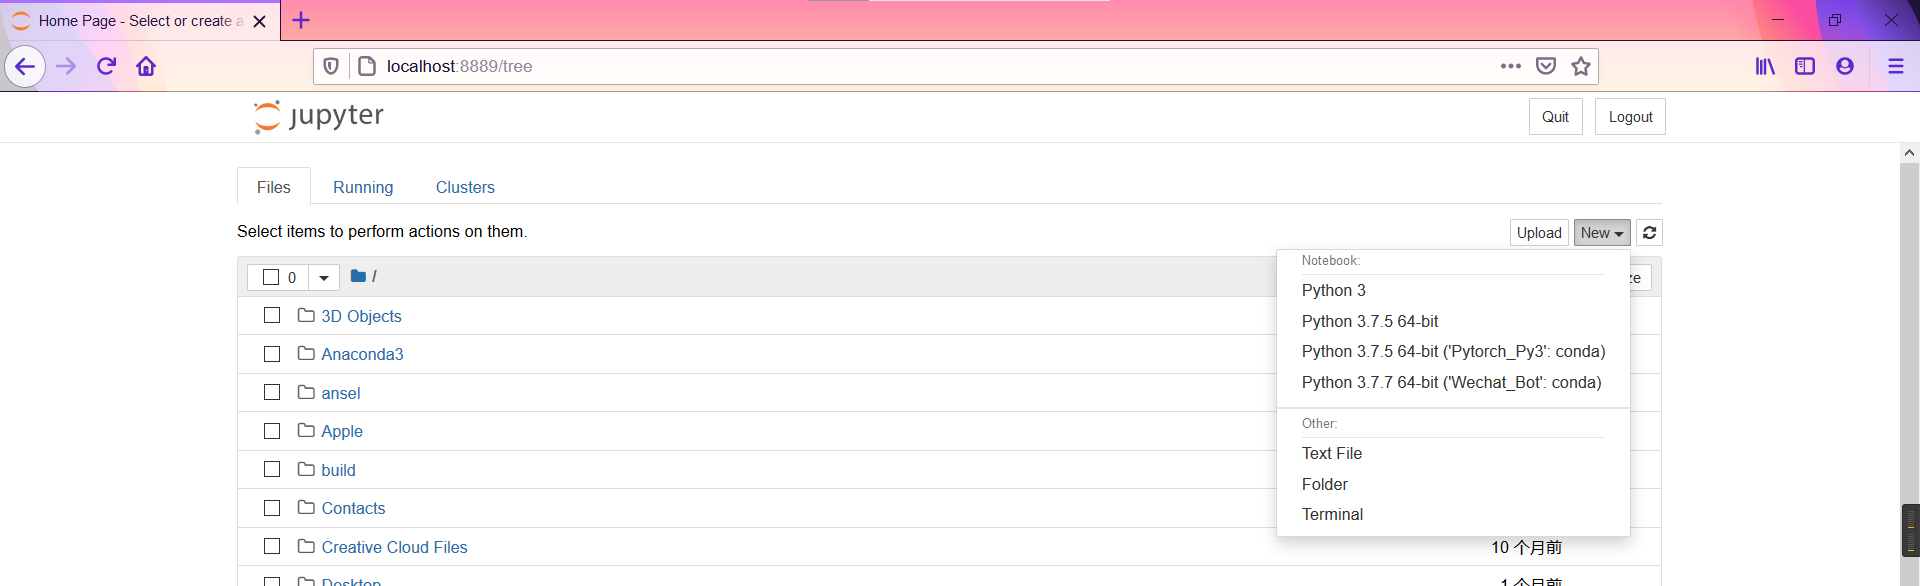 Home Page - Select or create a
localhost:8889/tree
jupyter
Quit
Logout
Files
Running
Clusters
Select items to perform actions on them.
Upload
New
0
/
Notebook:
Python 3
Python 3.7.5 64-bit
Python 3.7.5 64-bit ('Pytorch_Py3': conda)
Python 3.7.7 64-bit ('Wechat_Bot': conda)
Other:
Text File
Folder
Terminal
3D Objects
Anaconda3
ansel
Apple
build
Contacts
Creative Cloud Files
10 个月前
Desktop
1 个月前